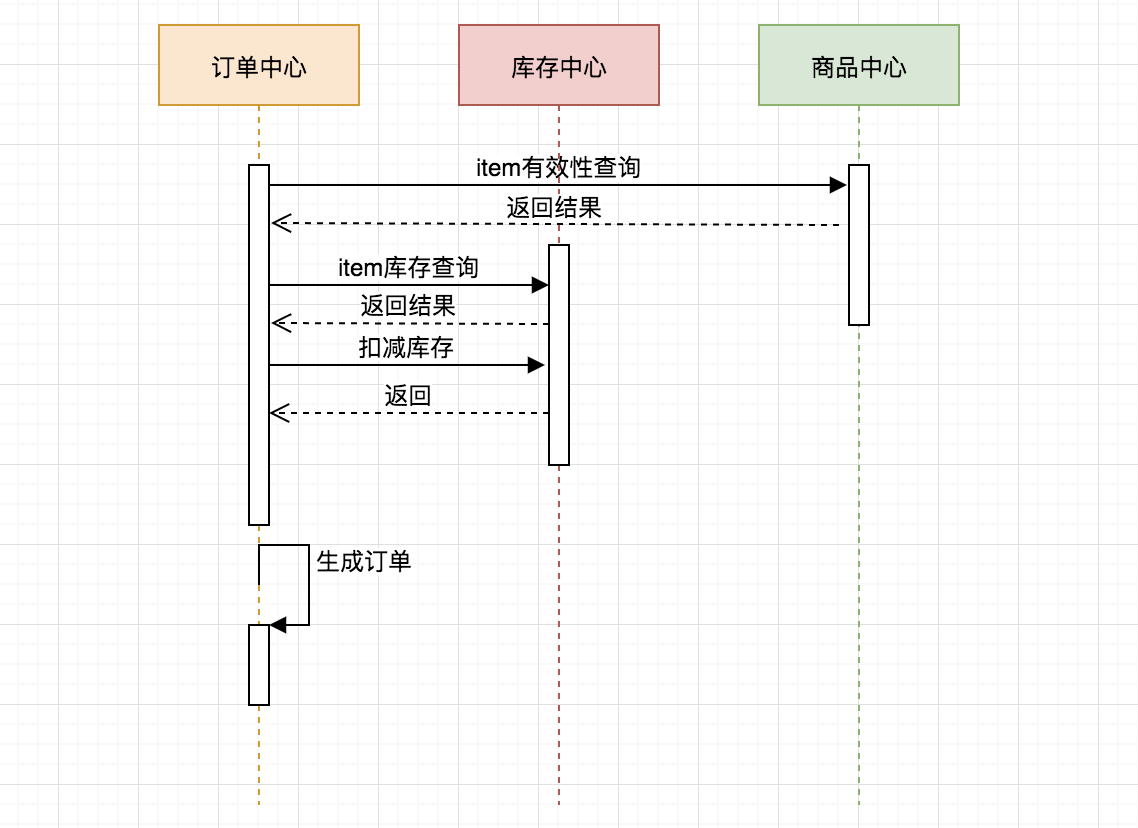 订单中心
库存中心
商品中心
item有效性查询
返回结果
item库存查询
返回结果
扣减库存
返回
生成订单